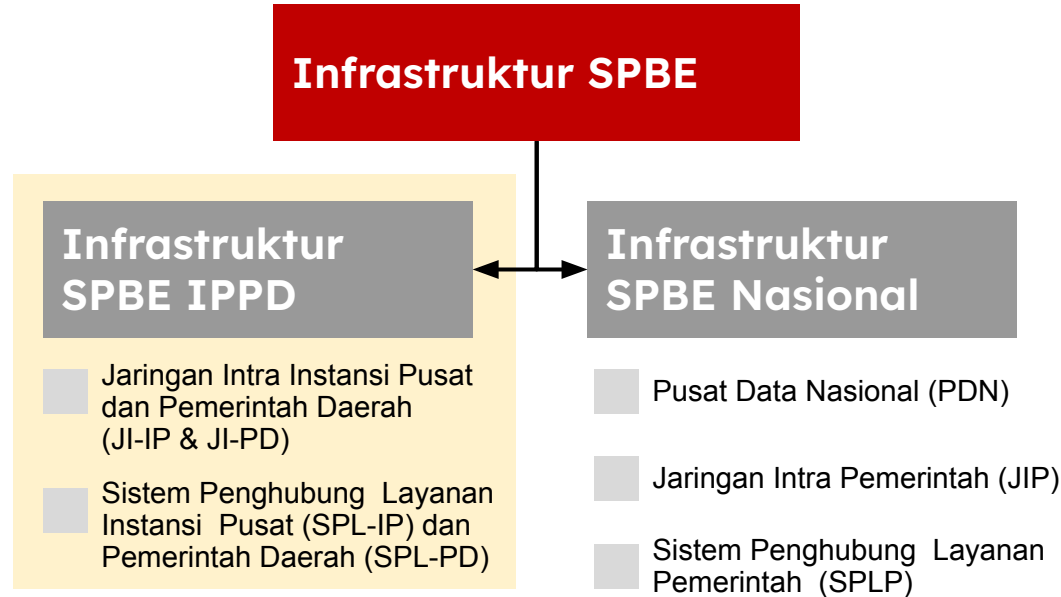 Infrastruktur SPBE
Infrastruktur
SPBE IPPD
Jaringan Intra Instansi Pusat
dan Pemerintah Daerah
(JI-IP & JI-PD)
Sistem Penghubung Layanan
Instansi Pusat (SPL-IP) dan
Pemerintah Daerah (SPL-PD)
Infrastruktur
SPBE Nasional
Pusat Data Nasional (PDN)
Jaringan Intra Pemerintah (JIP)
Sistem Penghubung Layanan
Pemerintah (SPLP)